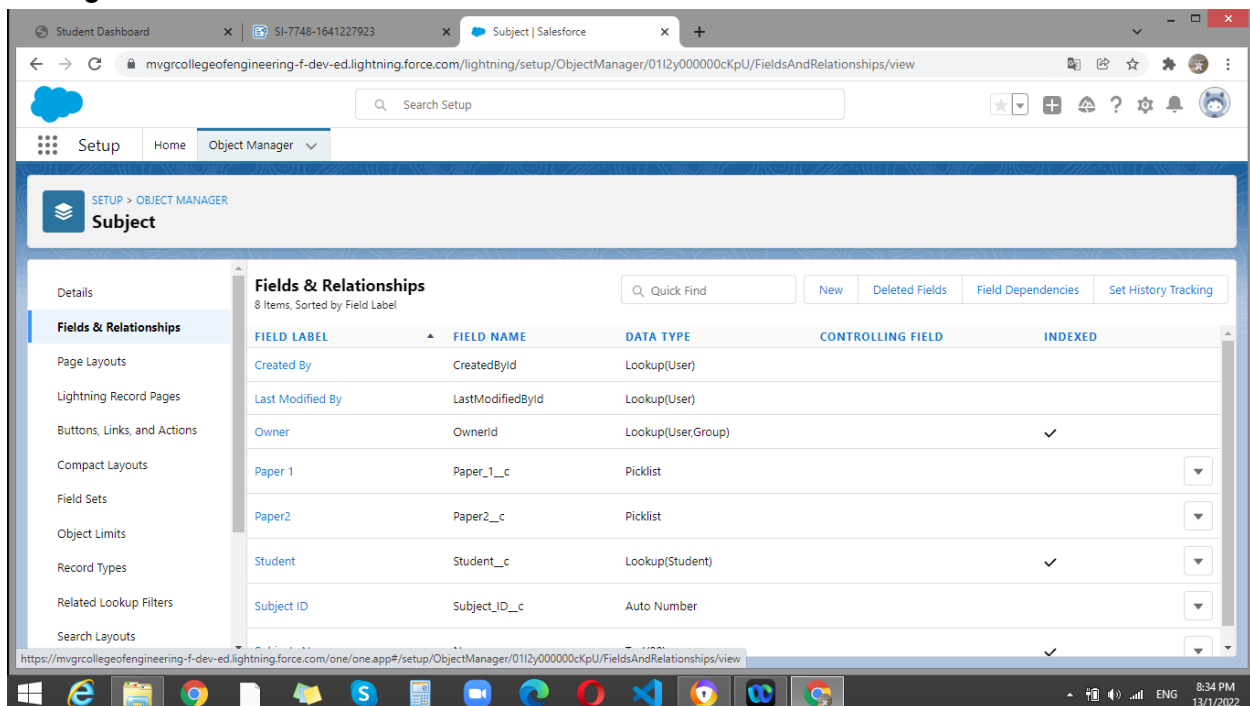 Student Dashboard
SI-7748-1641227923
Subject | Salesforce
mvgrcollegeofengineering-f-dev-ed.lightning.force.com/lightning/setup/ObjectManager/01I2y000000cKpU/FieldsAndRelationships/view
Search Setup
Setup Home Object Manager
SETUP > OBJECT MANAGER
Subject
Details
Fields & Relationships
Page Layouts
Lightning Record Pages
Buttons, Links, and Actions
Compact Layouts
Field Sets
Object Limits
Record Types
Related Lookup Filters
Search Layouts
Fields & Relationships
8 Items, Sorted by Field Label
Quick Find New Deleted Fields Field Dependencies Set History Tracking
FIELD LABEL FIELD NAME DATA TYPE CONTROLLING FIELD INDEXED
Created By CreatedById Lookup(User)
Last Modified By LastModifiedById Lookup(User)
Owner OwnerId Lookup(User,Group)
Paper 1 Paper_1__c Picklist
Paper2 Paper2__c Picklist
Student Student__c Lookup(Student)
Subject ID Subject_ID__c Auto Number
https://mvgrcollegeofengineering-f-dev-ed.lightning.force.com/one/one.app#/setup/ObjectManager/01I2y000000cKpU/FieldsAndRelationships/view
ENG
8:34 PM
13/1/2022